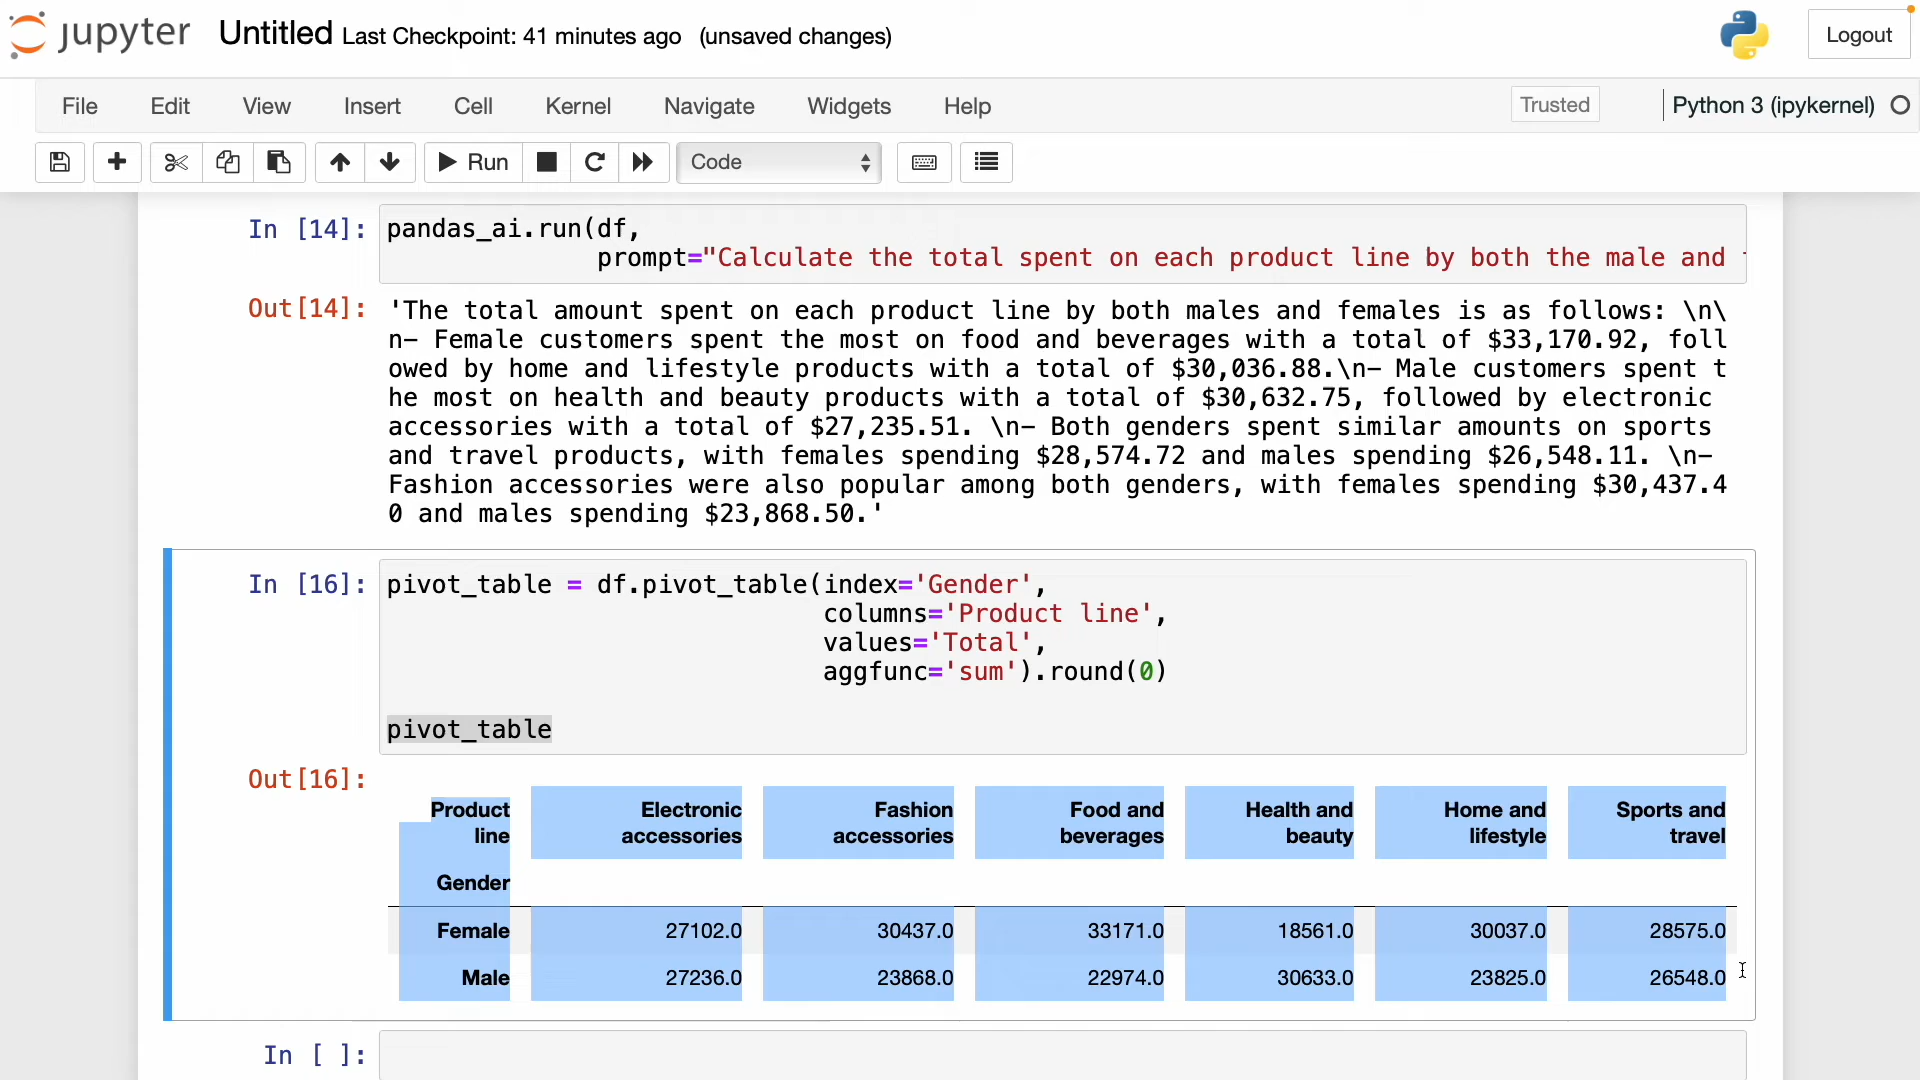 jupyter Untitled Last Checkpoint: 41 minutes ago (unsaved changes) Logout
File Edit View Insert Cell Kernel Navigate Widgets Help Trusted Python 3 (ipykernel)
Run Code
In [14]: pandas_ai.run(df,
prompt="Calculate the total spent on each product line by both the male and
Out[14]: 'The total amount spent on each product line by both males and females is as follows: \n\
n- Female customers spent the most on food and beverages with a total of $33,170.92, foll
owed by home and lifestyle products with a total of $30,036.88.\n- Male customers spent t
he most on health and beauty products with a total of $30,632.75, followed by electronic
accessories with a total of $27,235.51. \n- Both genders spent similar amounts on sports
and travel products, with females spending $28,574.72 and males spending $26,548.11. \n-
Fashion accessories were also popular among both genders, with females spending $30,437.4
0 and males spending $23,868.50.'
In [16]: pivot_table = df.pivot_table(index='Gender',
columns='Product line',
values='Total',
aggfunc='sum').round(0)
pivot_table
Out[16]:
Product Electronic Fashion Food and Health and Home and Sports and
line accessories accessories beverages beauty lifestyle travel
Gender
Female 27102.0 30437.0 33171.0 18561.0 30037.0 28575.0
Male 27236.0 23868.0 22974.0 30633.0 23825.0 26548.0
In [ ]: